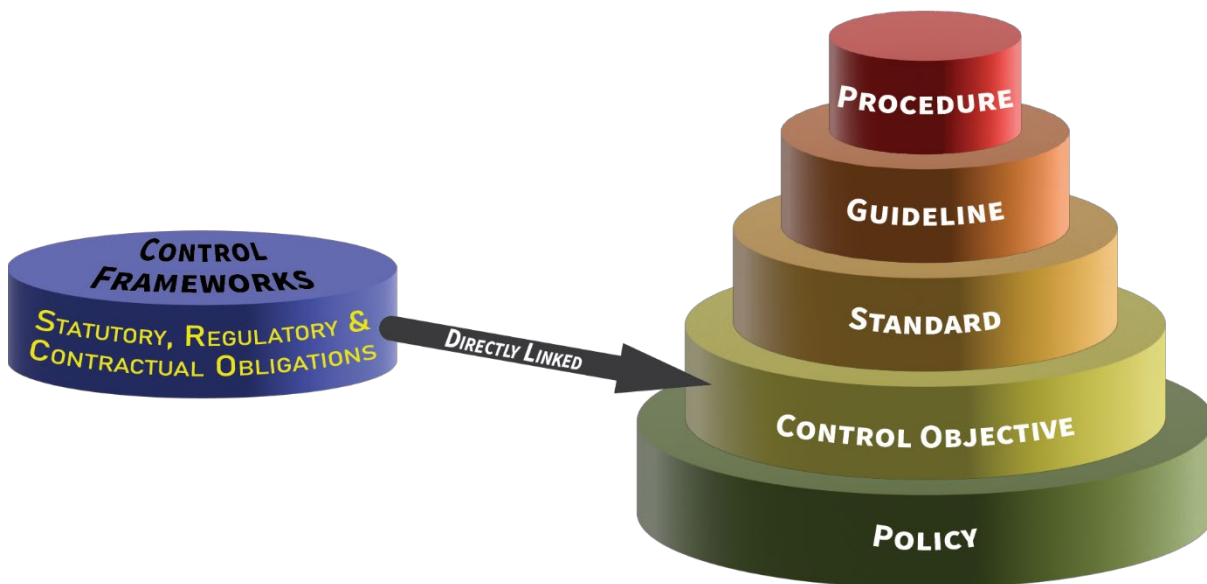 CONTROL
FRAMEWORKS
STATUTORY, REGULATORY &
CONTRACTUAL OBLIGATIONS
DIRECTLY LINKED
PROCEDURE
GUIDELINE
STANDARD
CONTROL OBJECTIVE
POLICY